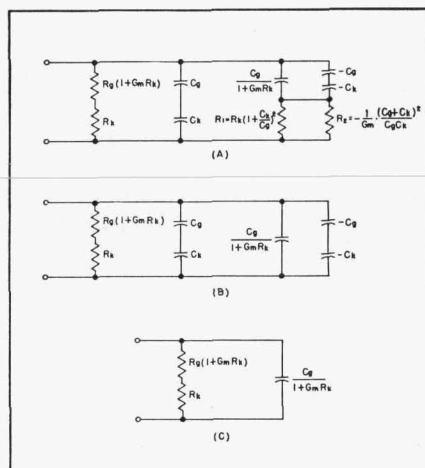 Rg(1+GmRk)
Rk
Cg
Ck
Cg
1+GmRk
R1=Rk(1+Ck/Cg)²
-Cg
-Ck
R2=-1/Gm·(Cg+Ck)²/CgCk
(A)
Rg(1+GmRk)
Rk
Cg
Ck
Cg
1+GmRk
-Cg
-Ck
(B)
Rg(1+GmRk)
Rk
Cg
1+GmRk
(C)